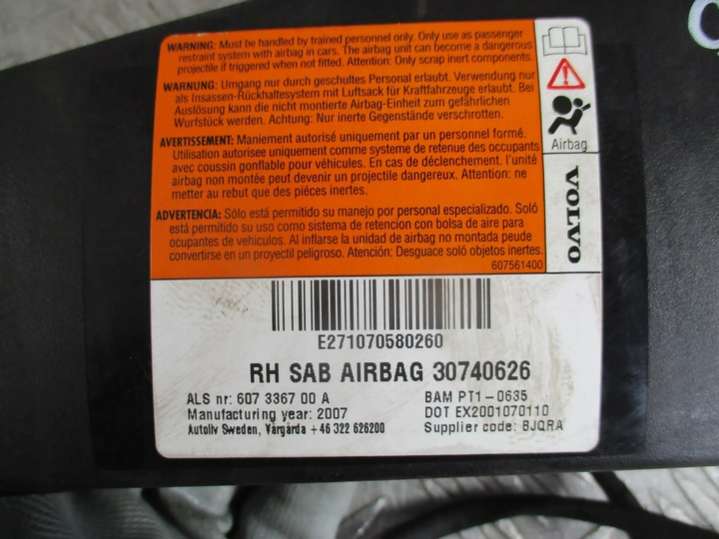 WARNING: Must be handled by trained personnel only. Only use as passenger
restraint system with airbag in cars. The airbag unit can become a dangerous
projectile if triggered when not fitted. Attention: Only scrap inert components.
WARNUNG: Umgang nur durch geschultes Personal erlaubt. Verwendung nur
als Insassen-Rückhaltesystem mit Luftsack für Kraftfahrzeuge erlaubt. Bei
Auslösung kann die nicht montierte Airbag-Einheit zum gefährlichen
Wurfstück werden. Achtung: Nur inerte Gegenstände verschrotten.
AVERTISSEMENT: Maniement autorisé uniquement par un personnel formé.
Utilisation autorisee uniquement comme systeme de retenue des occupants
avec coussin gonflable pour véhicules. En cas de déclenchement. l'unité
airbag non montée peut devenir un projectile dangereux. Attention: ne
metter au rebut que des piéces inertes.
ADVERTENCIA: Sólo está permitido su manejo por personal especializado. Soló
está permitido su uso como sistema de retencion con bolsa de aire para
ocupantes de vehiculos. Al inflarse la unidad de airbag no montada peude
convertirse en un proyectil peligroso. Atención: Desguace soló objetos inertes.
607561400
Airbag
VOLVO
E271070580260
RH SAB AIRBAG 30740626
ALS nr: 607 3367 00 A
BAM PT1-0635
Manufacturing year: 2007
DOT EX2001070110
Autoliv Sweden, Vårgårda +46 322 626200
Supplier code: BJQRA